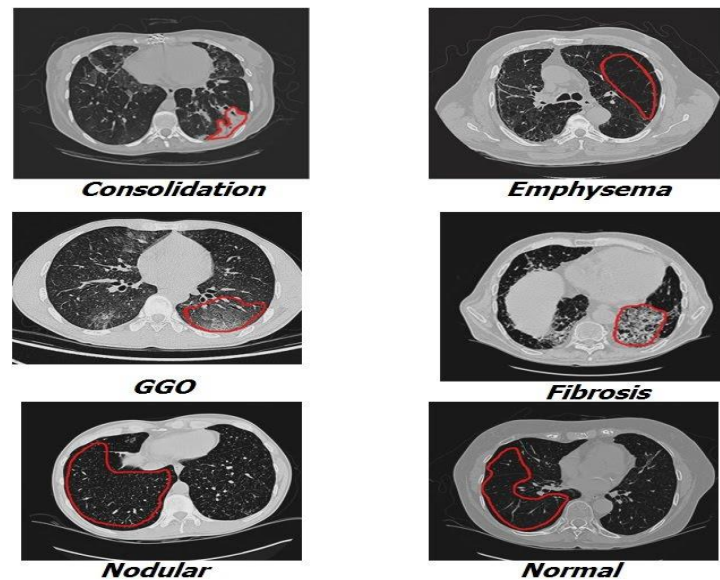 Consolidation
Emphysema
GGO
Fibrosis
Nodular
Normal